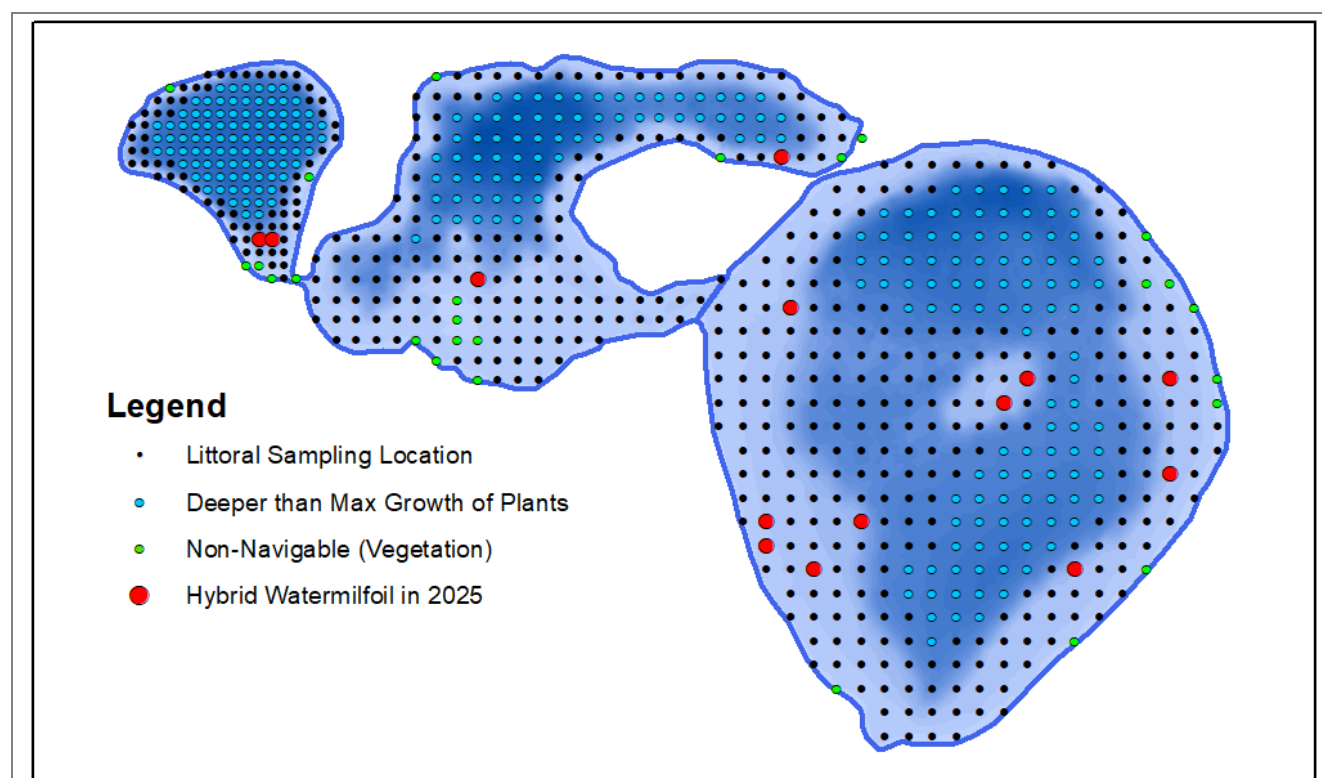 Legend
Littoral Sampling Location
Deeper than Max Growth of Plants
Non-Navigable (Vegetation)
Hybrid Watermilfoil in 2025